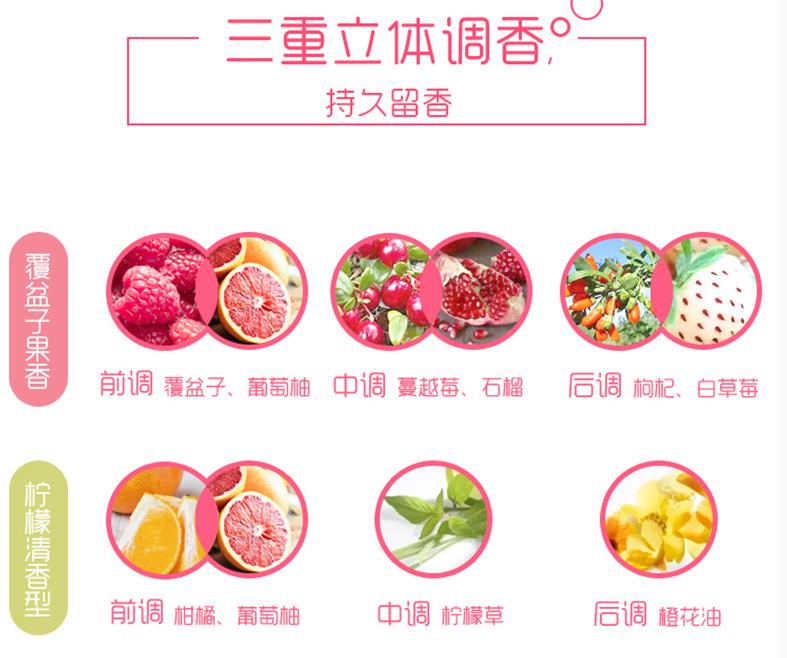 三重立体调香,
持久留香
覆盆子果香
前调 覆盆子、葡萄柚
中调 蔓越莓、石榴
后调 枸杞、白草莓
柠檬清香型
前调 柑橘、葡萄柚
中调 柠檬草
后调 橙花油